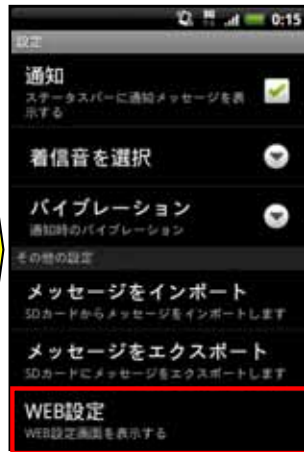 0:15
設定
通知
ステータスバーに通知メッセージを表
示する
着信音を選択
バイブレーション
通知時のバイブレーション
その他の設定
メッセージをインポート
SDカードからメッセージをインポートします
メッセージをエクスポート
SDカードにメッセージをエクスポートします
WEB設定
WEB設定画面を表示する